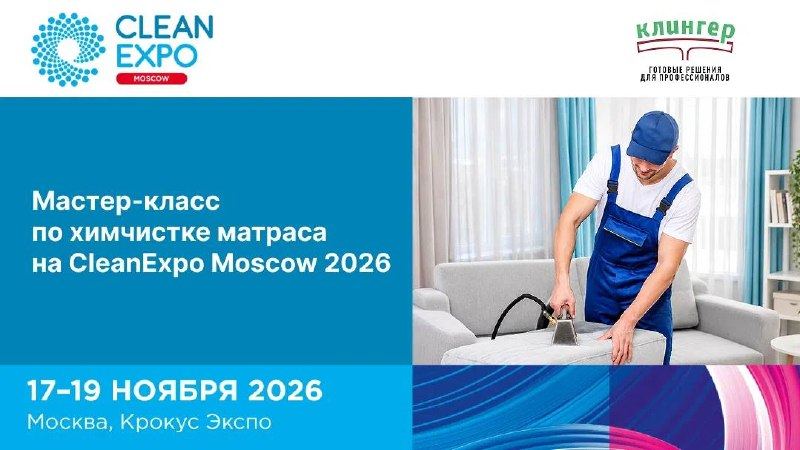 CLEAN
EXPO
MOSCOW
клингер
ГОТОВЫЕ РЕШЕНИЯ
ДЛЯ ПРОФЕССИОНАЛОВ
Мастер-класс
по химчистке матраса
на CleanExpo Moscow 2026
17–19 НОЯБРЯ 2026
Москва, Крокус Экспо